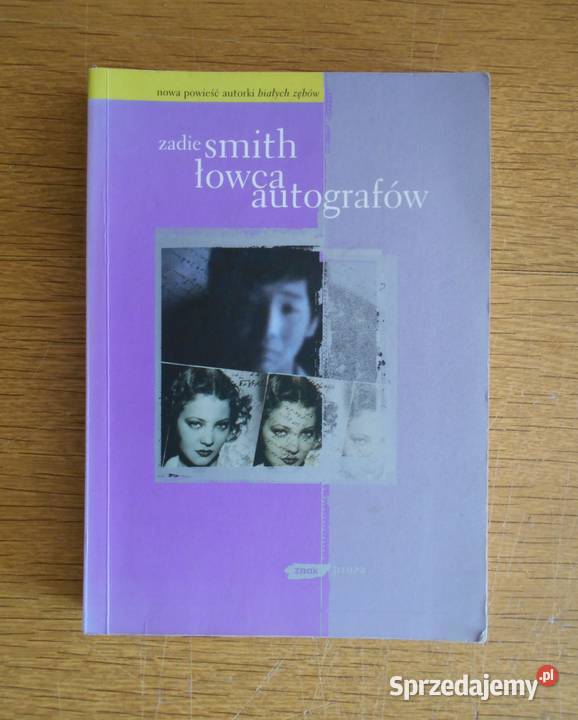 nowa powieść autorki białych zębów
zadie smith
łowca
autografów
znak proza
Sprzedajemy.pl